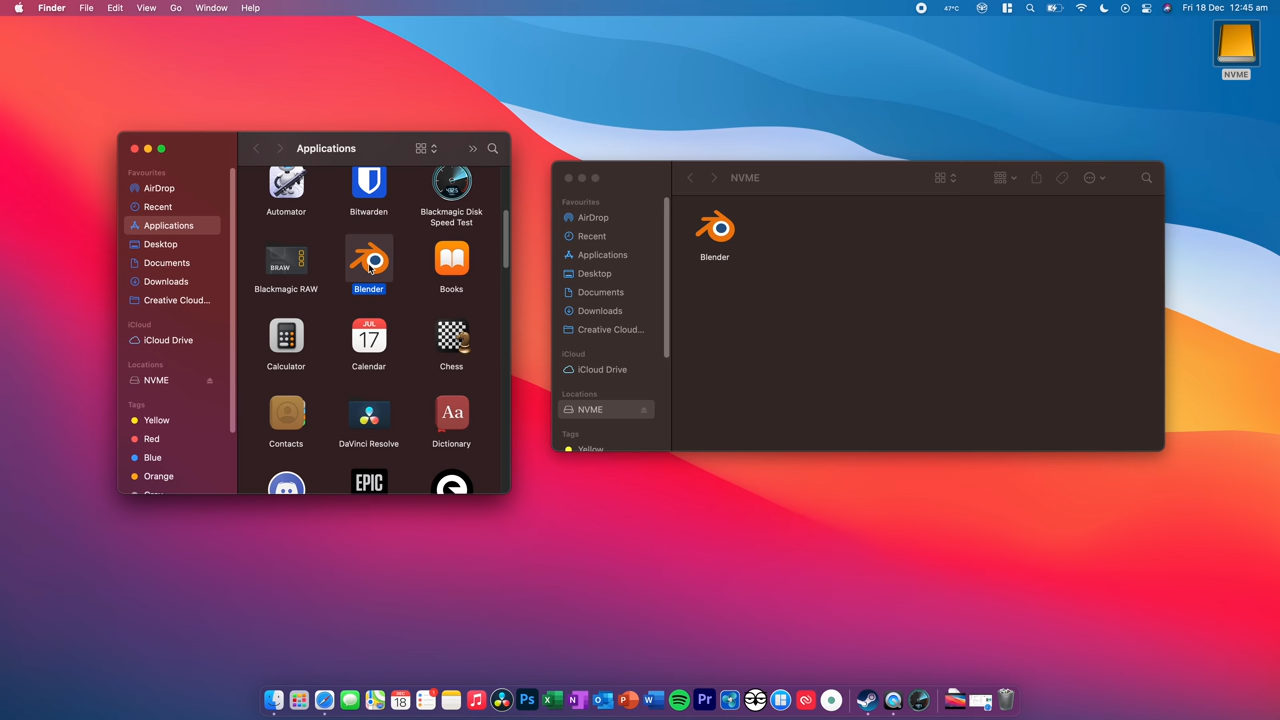 Finder File Edit View Go Window Help 47°C Fri 18 Dec 12:45 am
NVME
Applications
Favourites
AirDrop
Recent
Applications
Desktop
Documents
Downloads
Creative Cloud...
iCloud
iCloud Drive
Locations
NVME
Tags
Yellow
Red
Blue
Orange
Automator Bitwarden Blackmagic Disk
Speed Test
BRAW
Blackmagic RAW Blender Books
JUL
17
Calculator Calendar Chess
Aa
Contacts DaVinci Resolve Dictionary
EPIC
NVME
Favourites
AirDrop
Recent
Applications
Desktop
Documents
Downloads
Creative Cloud...
iCloud
iCloud Drive
Locations
NVME
Tags
Yellow
Blender
DEC
18
Ps
Pr